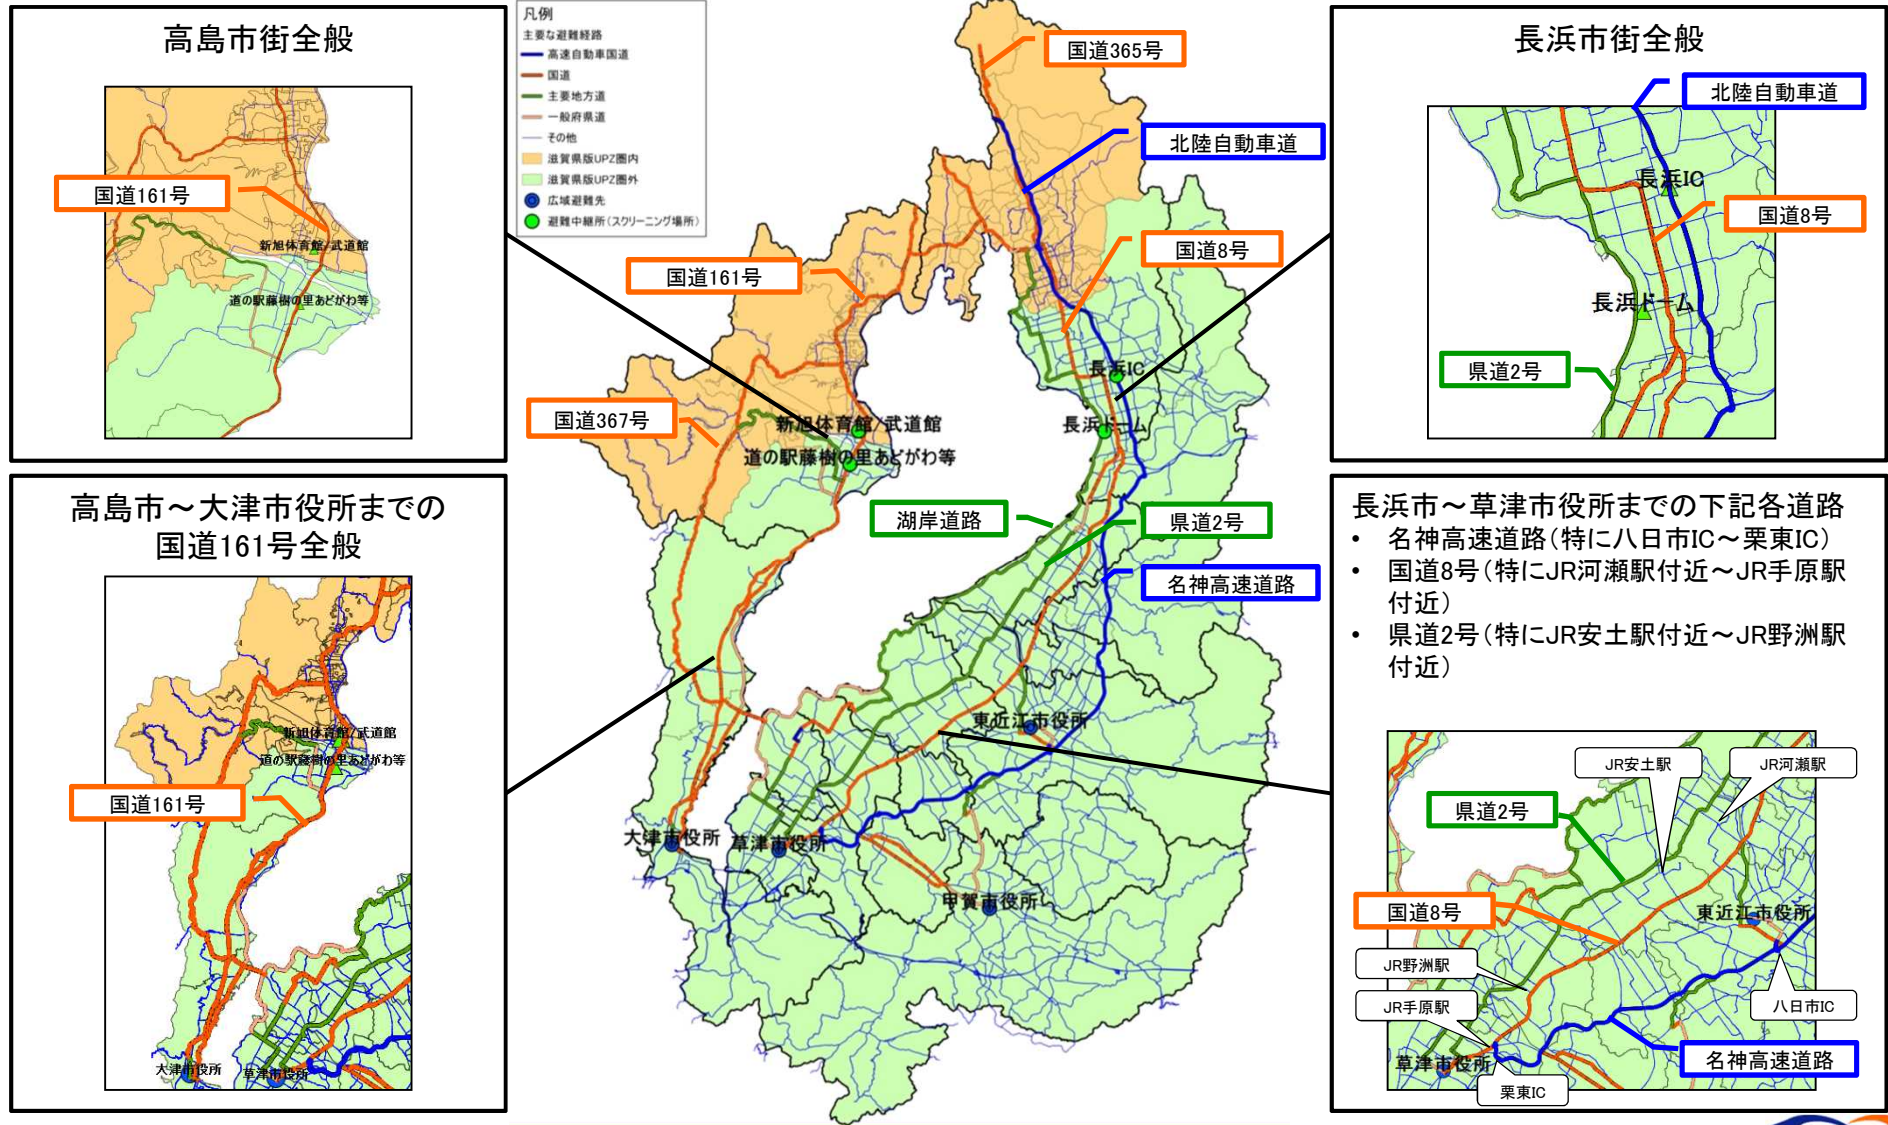 高島市街全般
国道161号
新旭体育館/武道館
道の駅藤樹の里あどがわ等
高島市～大津市役所までの
国道161号全般
新旭体育館/武道館
道の駅藤樹の里あどがわ等
国道161号
大津市役所
草津市役所
凡例
主要な避難経路
高速自動車国道
国道
主要地方道
一般府県道
その他
滋賀県版UPZ圏内
滋賀県版UPZ圏外
広域避難先
避難中継所(スクリーニング場所)
国道365号
北陸自動車道
国道8号
国道161号
長浜IC
国道367号
新旭体育館/武道館
長浜ドーム
道の駅藤樹の里あどがわ等
湖岸道路
県道2号
名神高速道路
東近江市役所
大津市役所
草津市役所
甲賀市役所
長浜市街全般
北陸自動車道
長浜IC
国道8号
長浜ドーム
県道2号
長浜市～草津市役所までの下記各道路
• 名神高速道路(特に八日市IC～栗東IC)
• 国道8号(特にJR河瀬駅付近～JR手原駅
付近)
• 県道2号(特にJR安土駅付近～JR野洲駅
付近)
JR安土駅
JR河瀬駅
県道2号
国道8号
東近江市役所
JR野洲駅
JR手原駅
八日市IC
名神高速道路
草津市役所
栗東IC